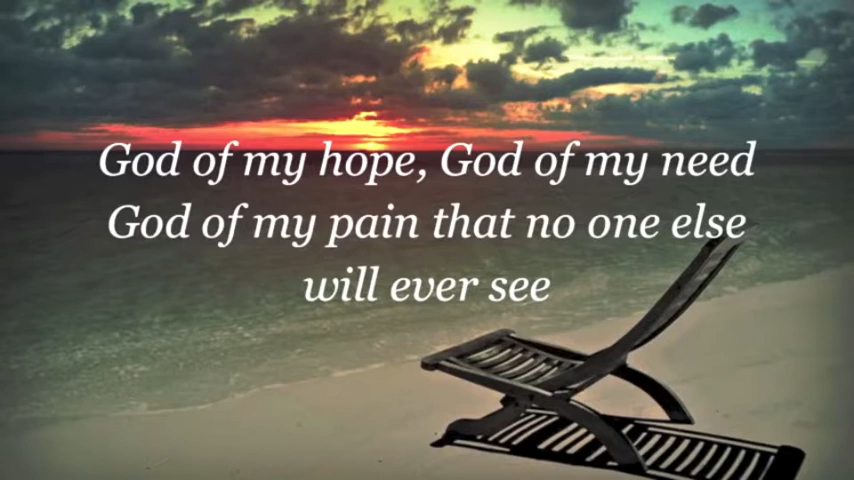 God of my hope, God of my need
God of my pain that no one else
will ever see